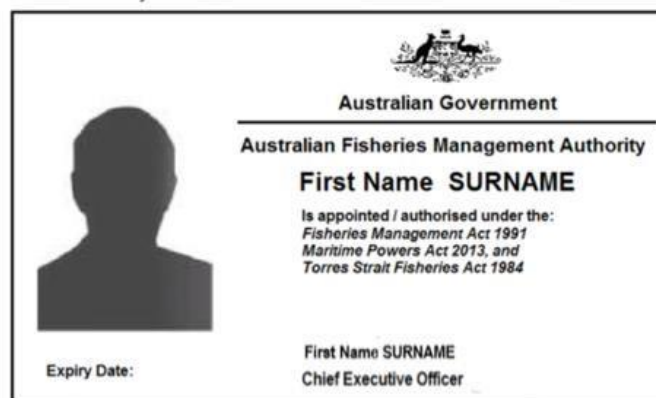 Australian Government
Australian Fisheries Management Authority
First Name SURNAME
Is appointed / authorised under the:
Fisheries Management Act 1991
Maritime Powers Act 2013, and
Torres Strait Fisheries Act 1984
First Name SURNAME
Expiry Date:
Chief Executive Officer